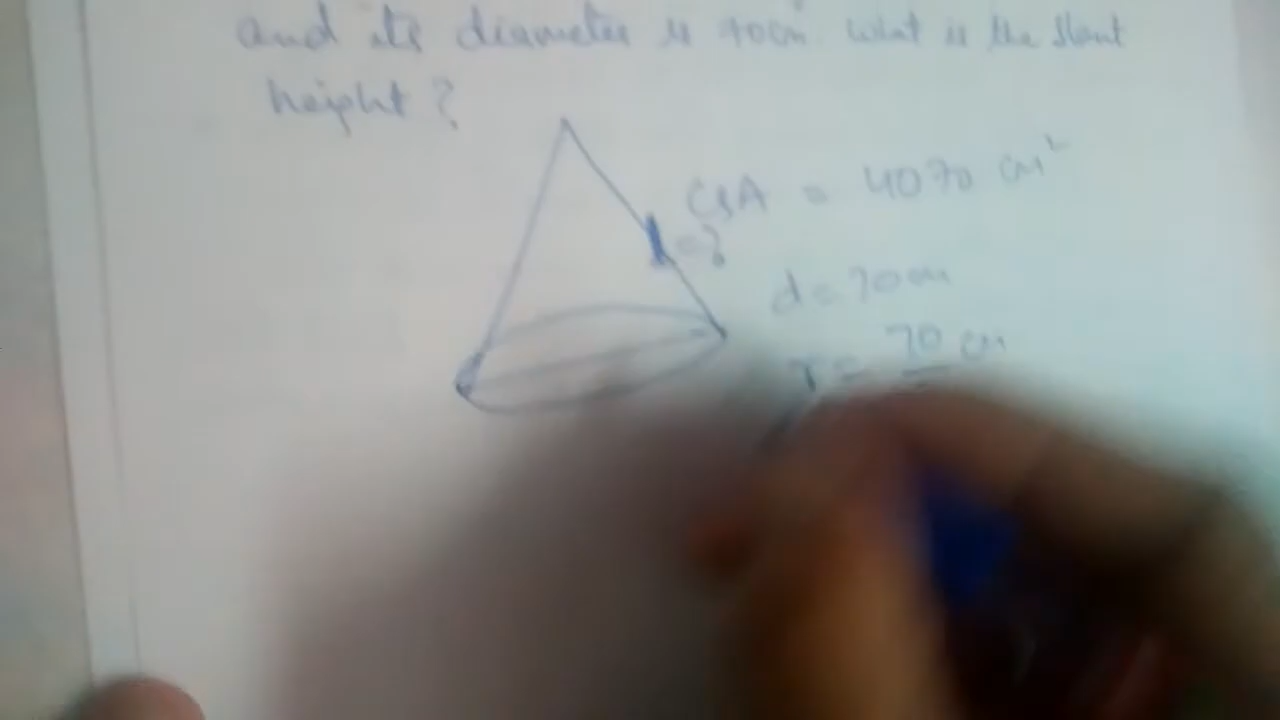 and its diameter is 70cm what is the slant
height ?
CSA = 4070 cm²
l = ?
d = 70cm
r = 70 cm